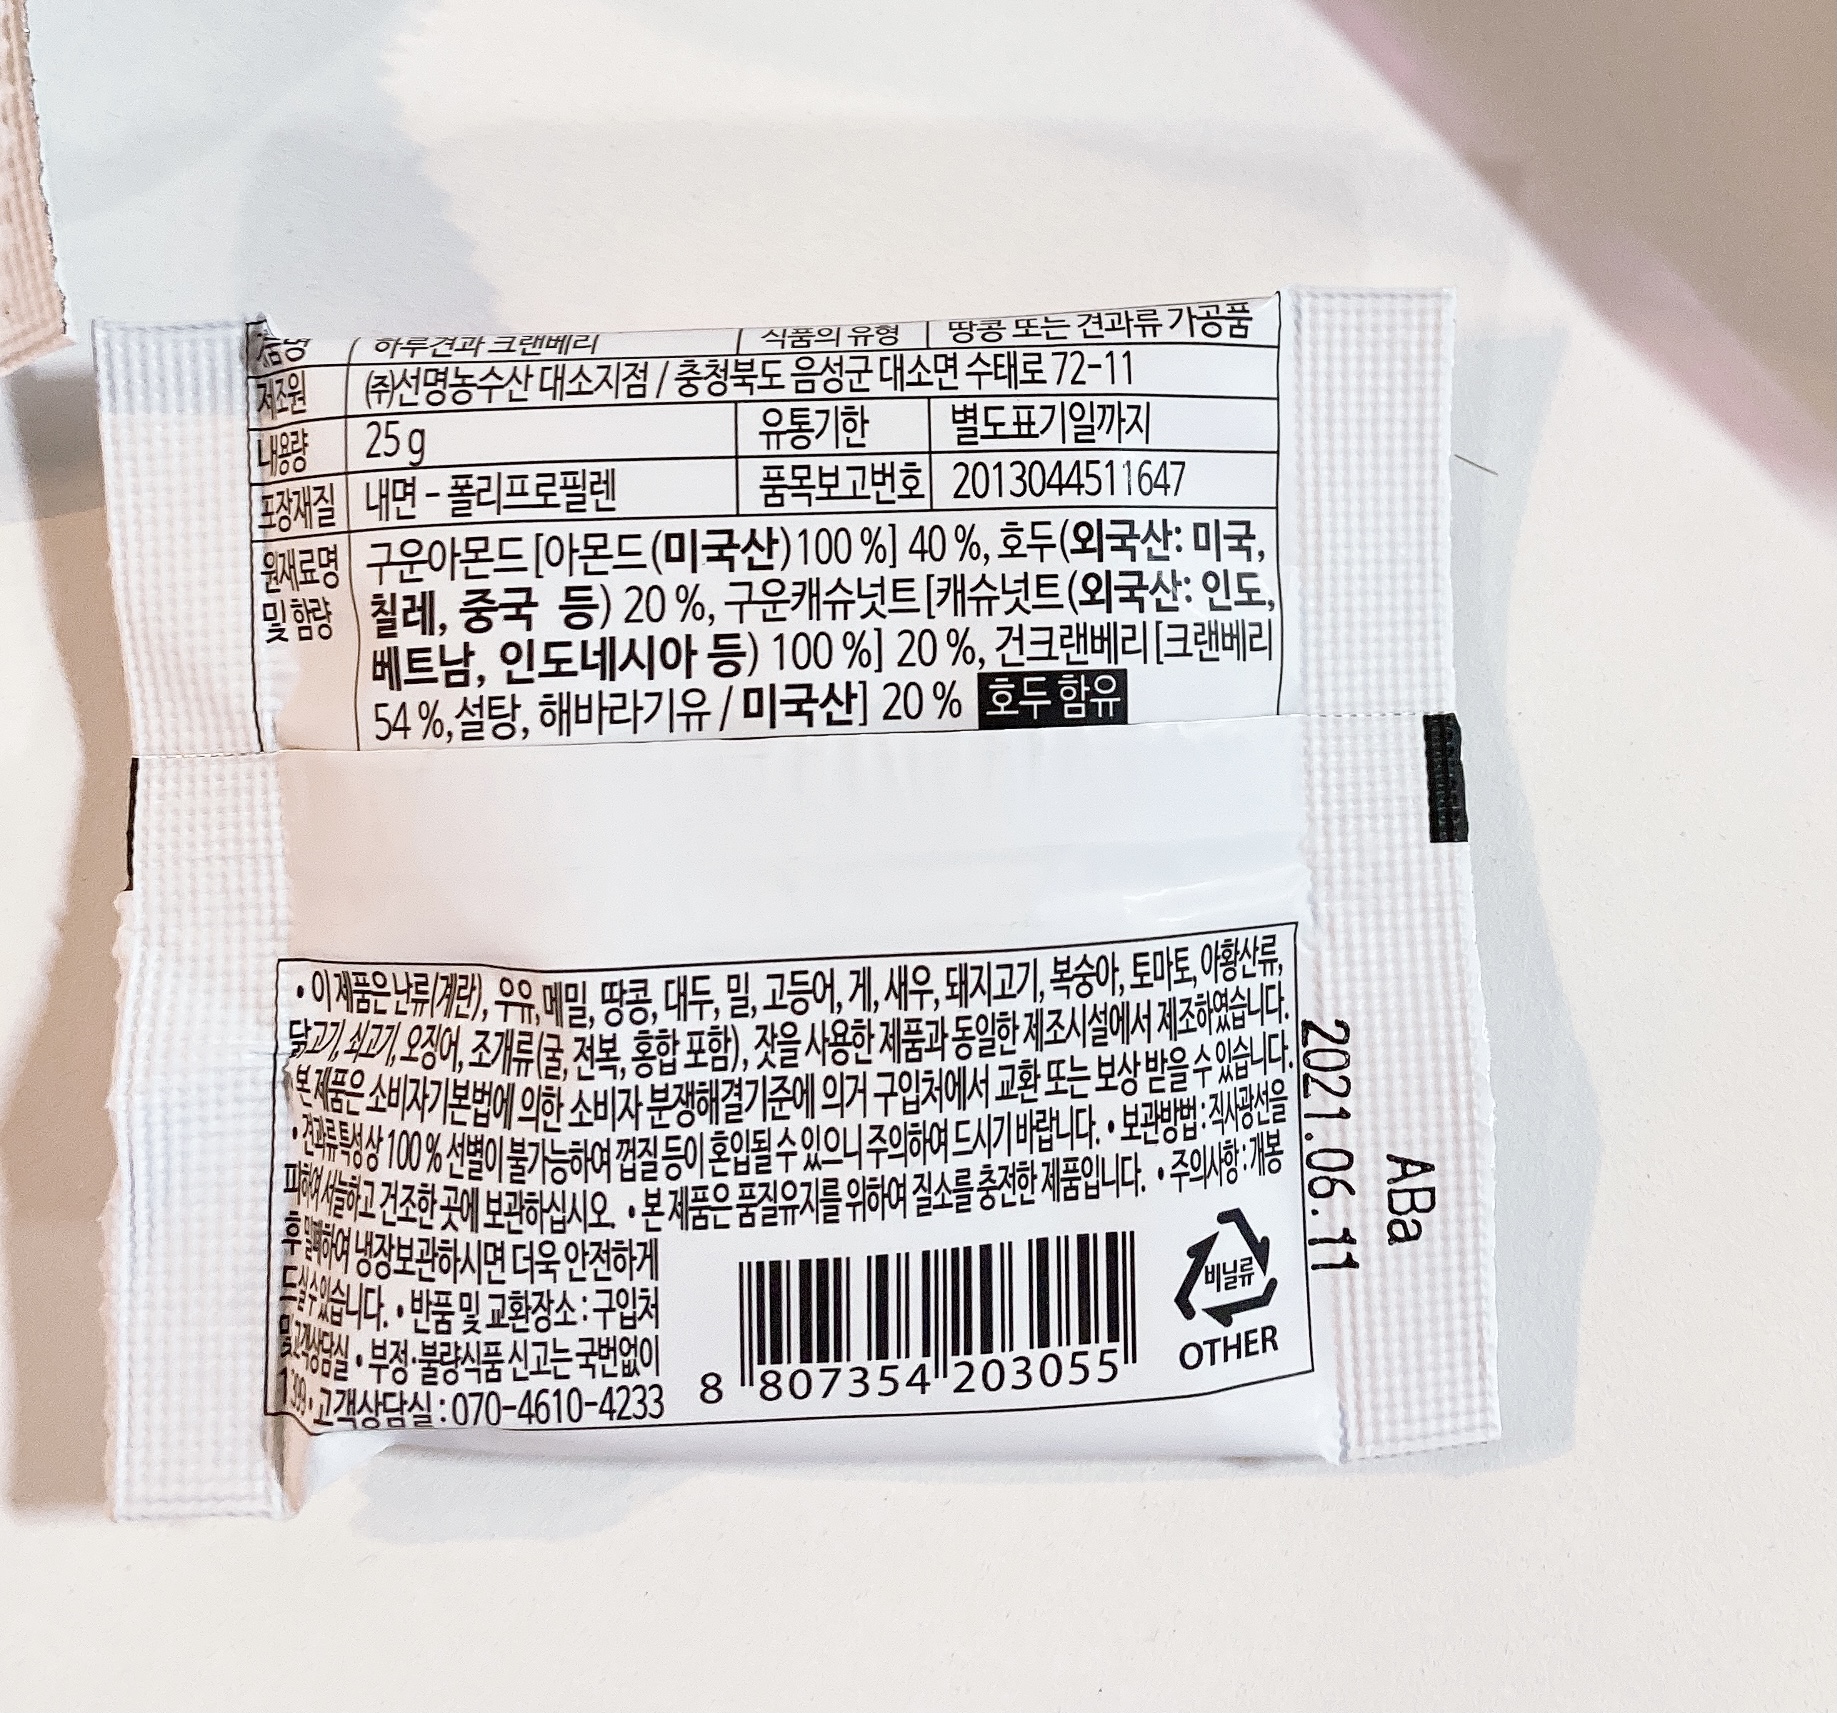 품명 하루견과 크랜베리 식품의 유형 땅콩 또는 견과류 가공품
제조원 (주)선명농수산 대소지점 / 충청북도 음성군 대소면 수태로 72-11
내용량 25 g 유통기한 별도표기일까지
포장재질 내면 - 폴리프로필렌 품목보고번호 2013044511647
원재료명 구운아몬드 [아몬드 (미국산) 100 %] 40 %, 호두(외국산: 미국,
및 함량 칠레, 중국 등) 20 %, 구운캐슈넛트 [캐슈넛트 (외국산: 인도,
베트남, 인도네시아 등) 100 %] 20 %, 건크랜베리 [크랜베리
54 %, 설탕, 해바라기유 / 미국산] 20 % 호두 함유
• 이 제품은 난류(계란), 우유, 메밀, 땅콩, 대두, 밀, 고등어, 게, 새우, 돼지고기, 복숭아, 토마토, 아황산류,
닭고기, 쇠고기, 오징어, 조개류(굴, 전복, 홍합 포함), 잣을 사용한 제품과 동일한 제조시설에서 제조하였습니다.
본 제품은 소비자기본법에 의한 소비자 분쟁해결기준에 의거 구입처에서 교환 또는 보상 받을 수 있습니다.
• 견과류 특성상 100 % 선별이 불가능하여 껍질 등이 혼입될 수 있으니 주의하여 드시기 바랍니다. • 보관방법 : 직사광선을
피하여 서늘하고 건조한 곳에 보관하십시오. • 본 제품은 품질유지를 위하여 질소를 충전한 제품입니다. • 주의사항 : 개봉
후 밀폐하여 냉장보관하시면 더욱 안전하게
드실 수 있습니다. • 반품 및 교환장소 : 구입처
및 고객상담실 • 부정·불량식품 신고는 국번없이
1399 • 고객상담실 : 070-4610-4233
8 807354 203055
비닐류
OTHER
2021.06.11
ABa